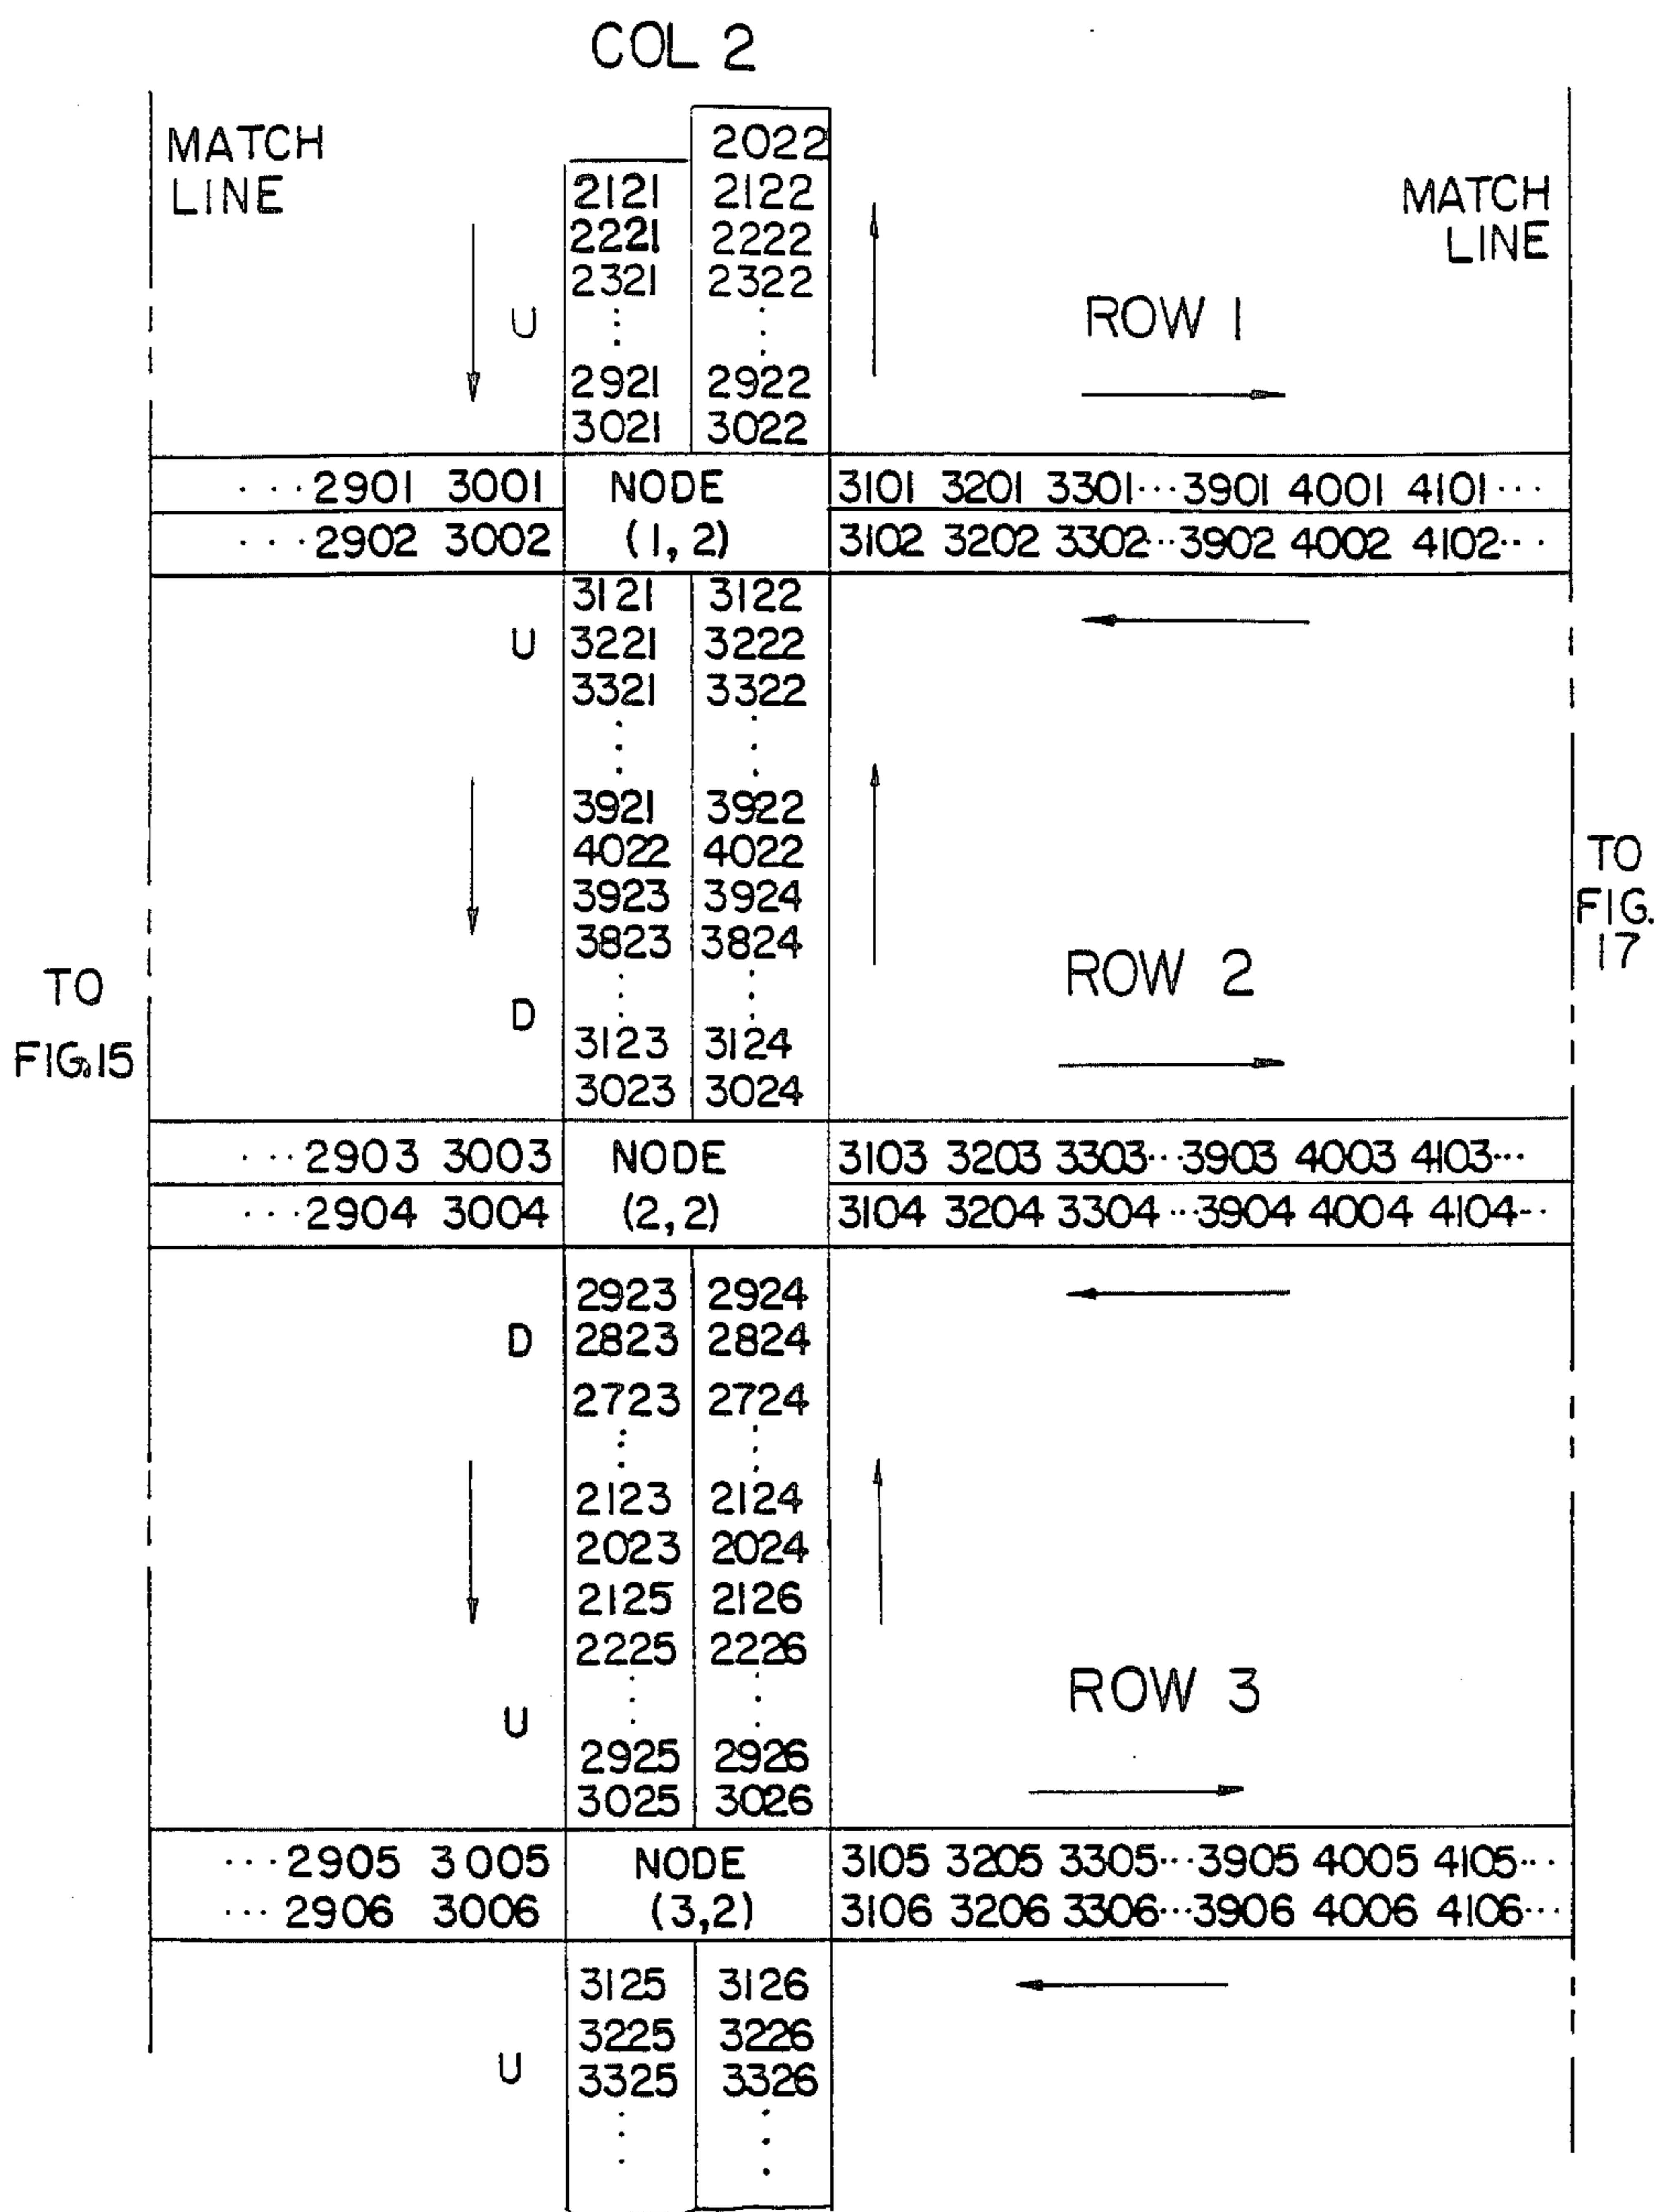 COL 2
MATCH LINE
MATCH LINE
2022
2121 2122
2221 2222
2321 2322
U
ROW 1
2921 2922
3021 3022
···2901 3001 NODE 3101 3201 3301···3901 4001 4101···
···2902 3002 (1,2) 3102 3202 3302···3902 4002 4102···
3121 3122
U 3221 3222
3321 3322
3921 3922
4022 4022
3923 3924
3823 3824
TO FIG. 17
ROW 2
TO FIG. 15
D
3123 3124
3023 3024
···2903 3003 NODE 3103 3203 3303···3903 4003 4103···
···2904 3004 (2,2) 3104 3204 3304···3904 4004 4104···
2923 2924
D 2823 2824
2723 2724
2123 2124
2023 2024
2125 2126
2225 2226
ROW 3
U
2925 2926
3025 3026
···2905 3005 NODE 3105 3205 3305···3905 4005 4105···
···2906 3006 (3,2) 3106 3206 3306···3906 4006 4106···
3125 3126
3225 3226
U 3325 3326